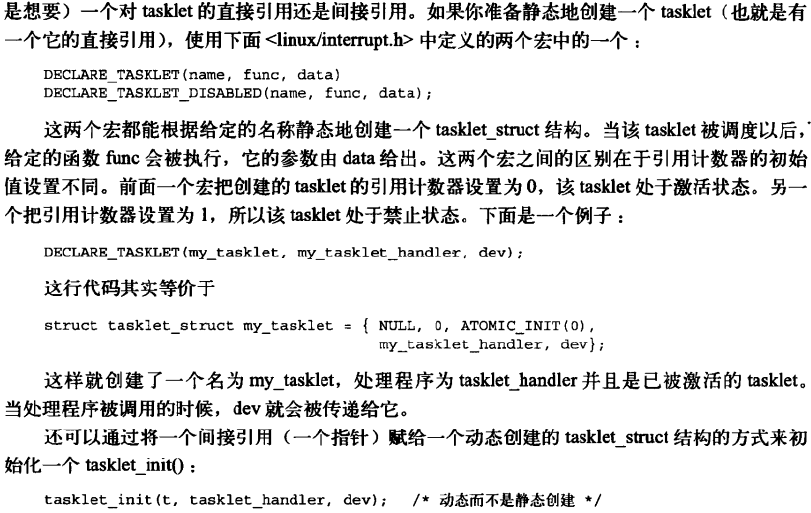 是想要）一个对 tasklet 的直接引用还是间接引用。如果你准备静态地创建一个 tasklet（也就是有
一个它的直接引用），使用下面 <linux/interrupt.h> 中定义的两个宏中的一个：
DECLARE_TASKLET(name, func, data)
DECLARE_TASKLET_DISABLED(name, func, data);
这两个宏都能根据给定的名称静态地创建一个 tasklet_struct 结构。当该 tasklet 被调度以后，
给定的函数 func 会被执行，它的参数由 data 给出。这两个宏之间的区别在于引用计数器的初始
值设置不同。前面一个宏把创建的 tasklet 的引用计数器设置为 0，该 tasklet 处于激活状态。另一
个把引用计数器设置为 1，所以该 tasklet 处于禁止状态。下面是一个例子：
DECLARE_TASKLET(my_tasklet, my_tasklet_handler, dev);
这行代码其实等价于
struct tasklet_struct my_tasklet = { NULL, 0, ATOMIC_INIT(0),
my_tasklet_handler, dev};
这样就创建了一个名为 my_tasklet，处理程序为 tasklet_handler 并且是已被激活的 tasklet。
当处理程序被调用的时候，dev 就会被传递给它。
还可以通过将一个间接引用（一个指针）赋给一个动态创建的 tasklet_struct 结构的方式来初
始化一个 tasklet_init()：
tasklet_init(t, tasklet_handler, dev); /* 动态而不是静态创建 */